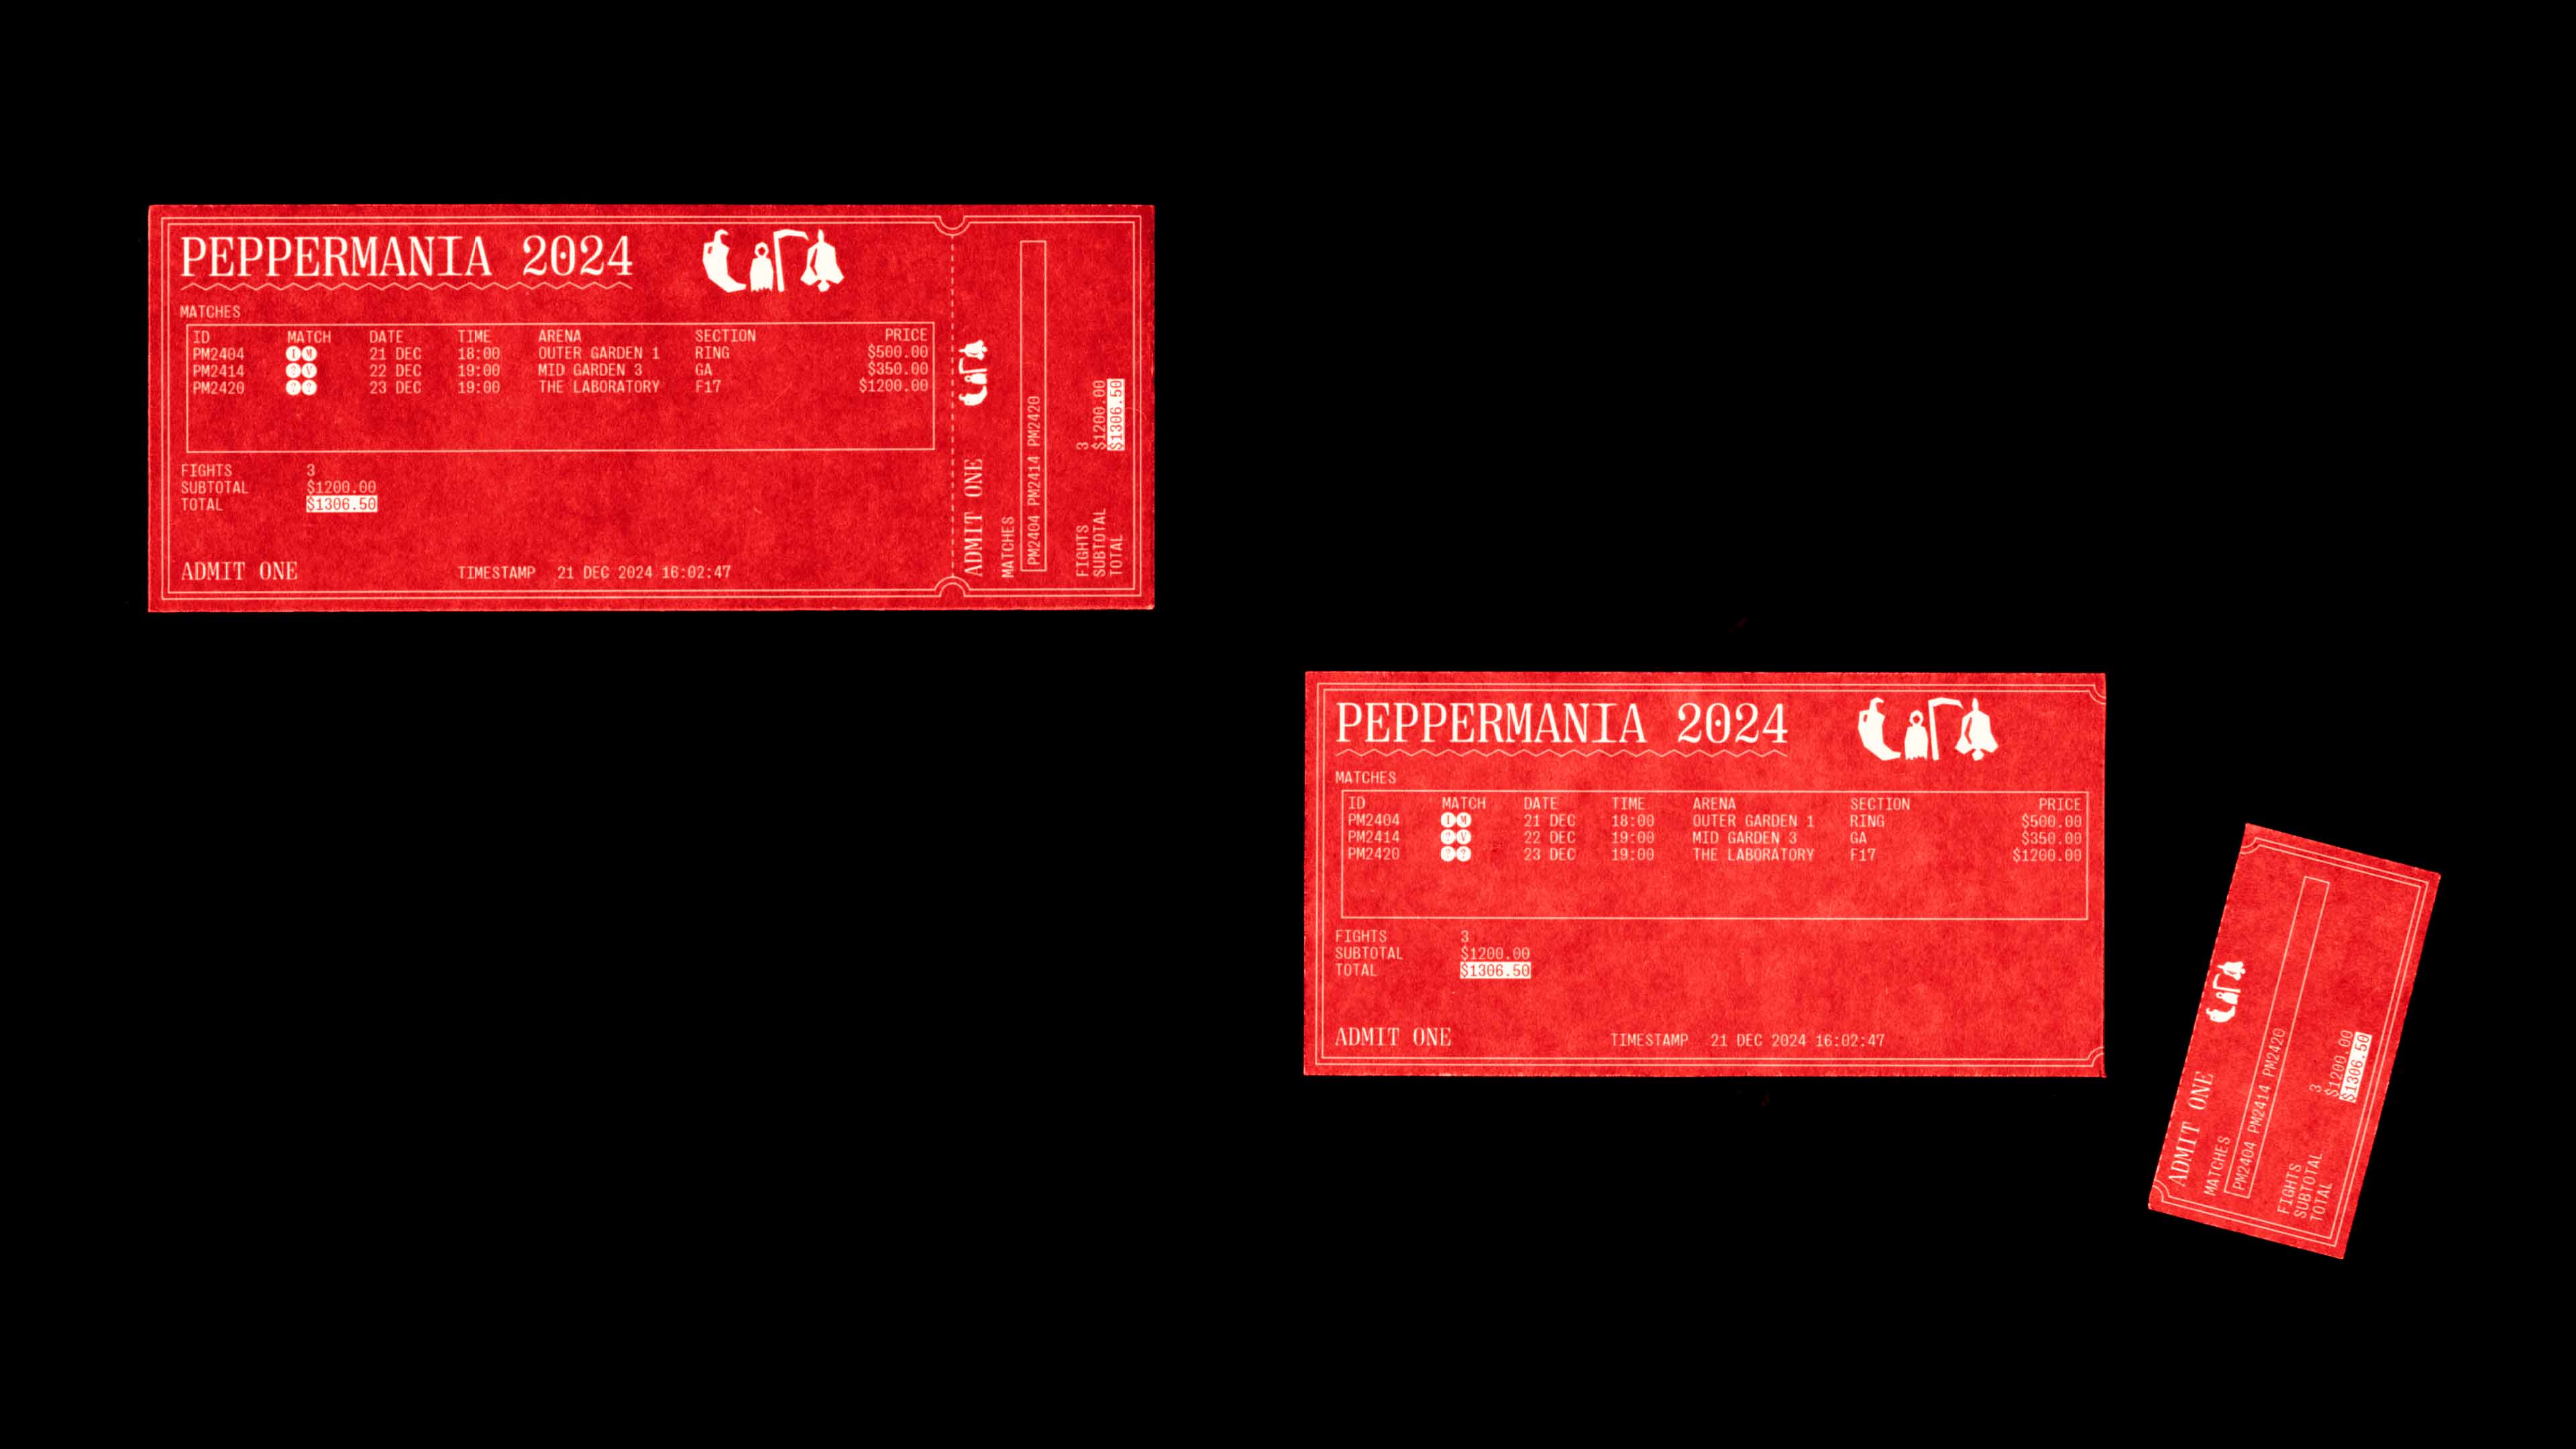 PEPPERMANIA 2024
MATCHES
ID MATCH DATE TIME ARENA SECTION PRICE
PM2404 I M 21 DEC 18:00 OUTER GARDEN 1 RING $500.00
PM2414 ? V 22 DEC 19:00 MID GARDEN 3 GA $350.00
PM2420 ? ? 23 DEC 19:00 THE LABORATORY F17 $1200.00
FIGHTS 3
SUBTOTAL $1200.00
TOTAL $1306.50
ADMIT ONE TIMESTAMP 21 DEC 2024 16:02:47
ADMIT ONE
MATCHES
PM2404 PM2414 PM2420
FIGHTS 3
SUBTOTAL $1200.00
TOTAL $1306.50
PEPPERMANIA 2024
MATCHES
ID MATCH DATE TIME ARENA SECTION PRICE
PM2404 I M 21 DEC 18:00 OUTER GARDEN 1 RING $500.00
PM2414 ? V 22 DEC 19:00 MID GARDEN 3 GA $350.00
PM2420 ? ? 23 DEC 19:00 THE LABORATORY F17 $1200.00
FIGHTS 3
SUBTOTAL $1200.00
TOTAL $1306.50
ADMIT ONE TIMESTAMP 21 DEC 2024 16:02:47
ADMIT ONE
MATCHES
PM2404 PM2414 PM2420
FIGHTS 3
SUBTOTAL $1200.00
TOTAL $1306.50